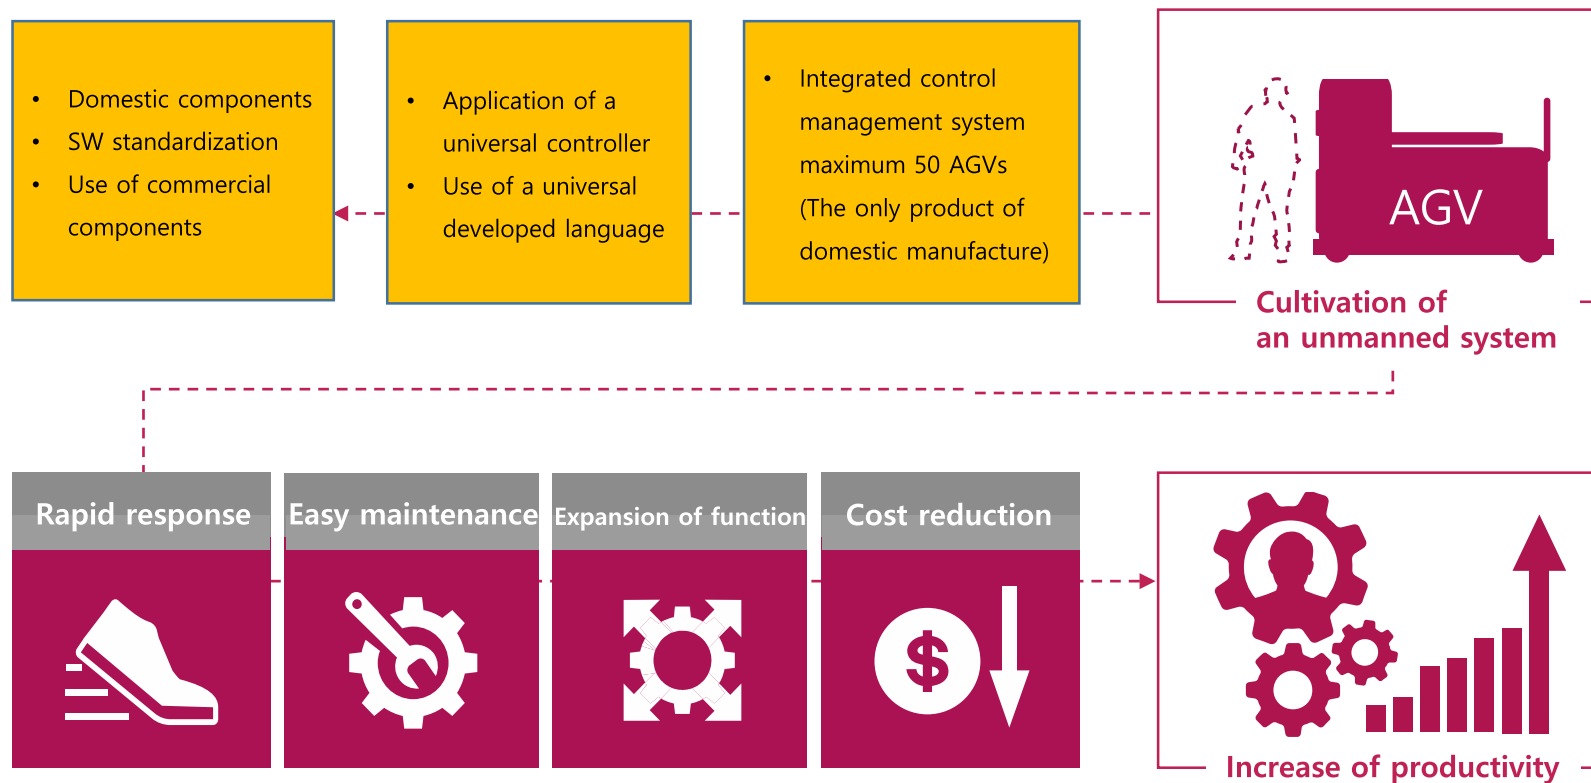 • Domestic components
• SW standardization
• Use of commercial
components
• Application of a
universal controller
• Use of a universal
developed language
• Integrated control
management system
maximum 50 AGVs
(The only product of
domestic manufacture)
AGV
Cultivation of
an unmanned system
Rapid response
Easy maintenance
Expansion of function
Cost reduction
$
Increase of productivity